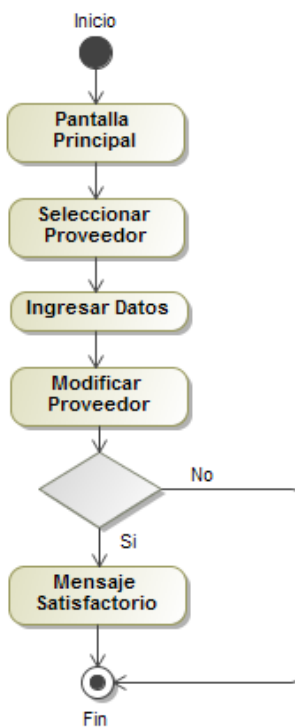 Inicio
Pantalla
Principal
Seleccionar
Proveedor
Ingresar Datos
Modificar
Proveedor
No
Si
Mensaje
Satisfactorio
Fin